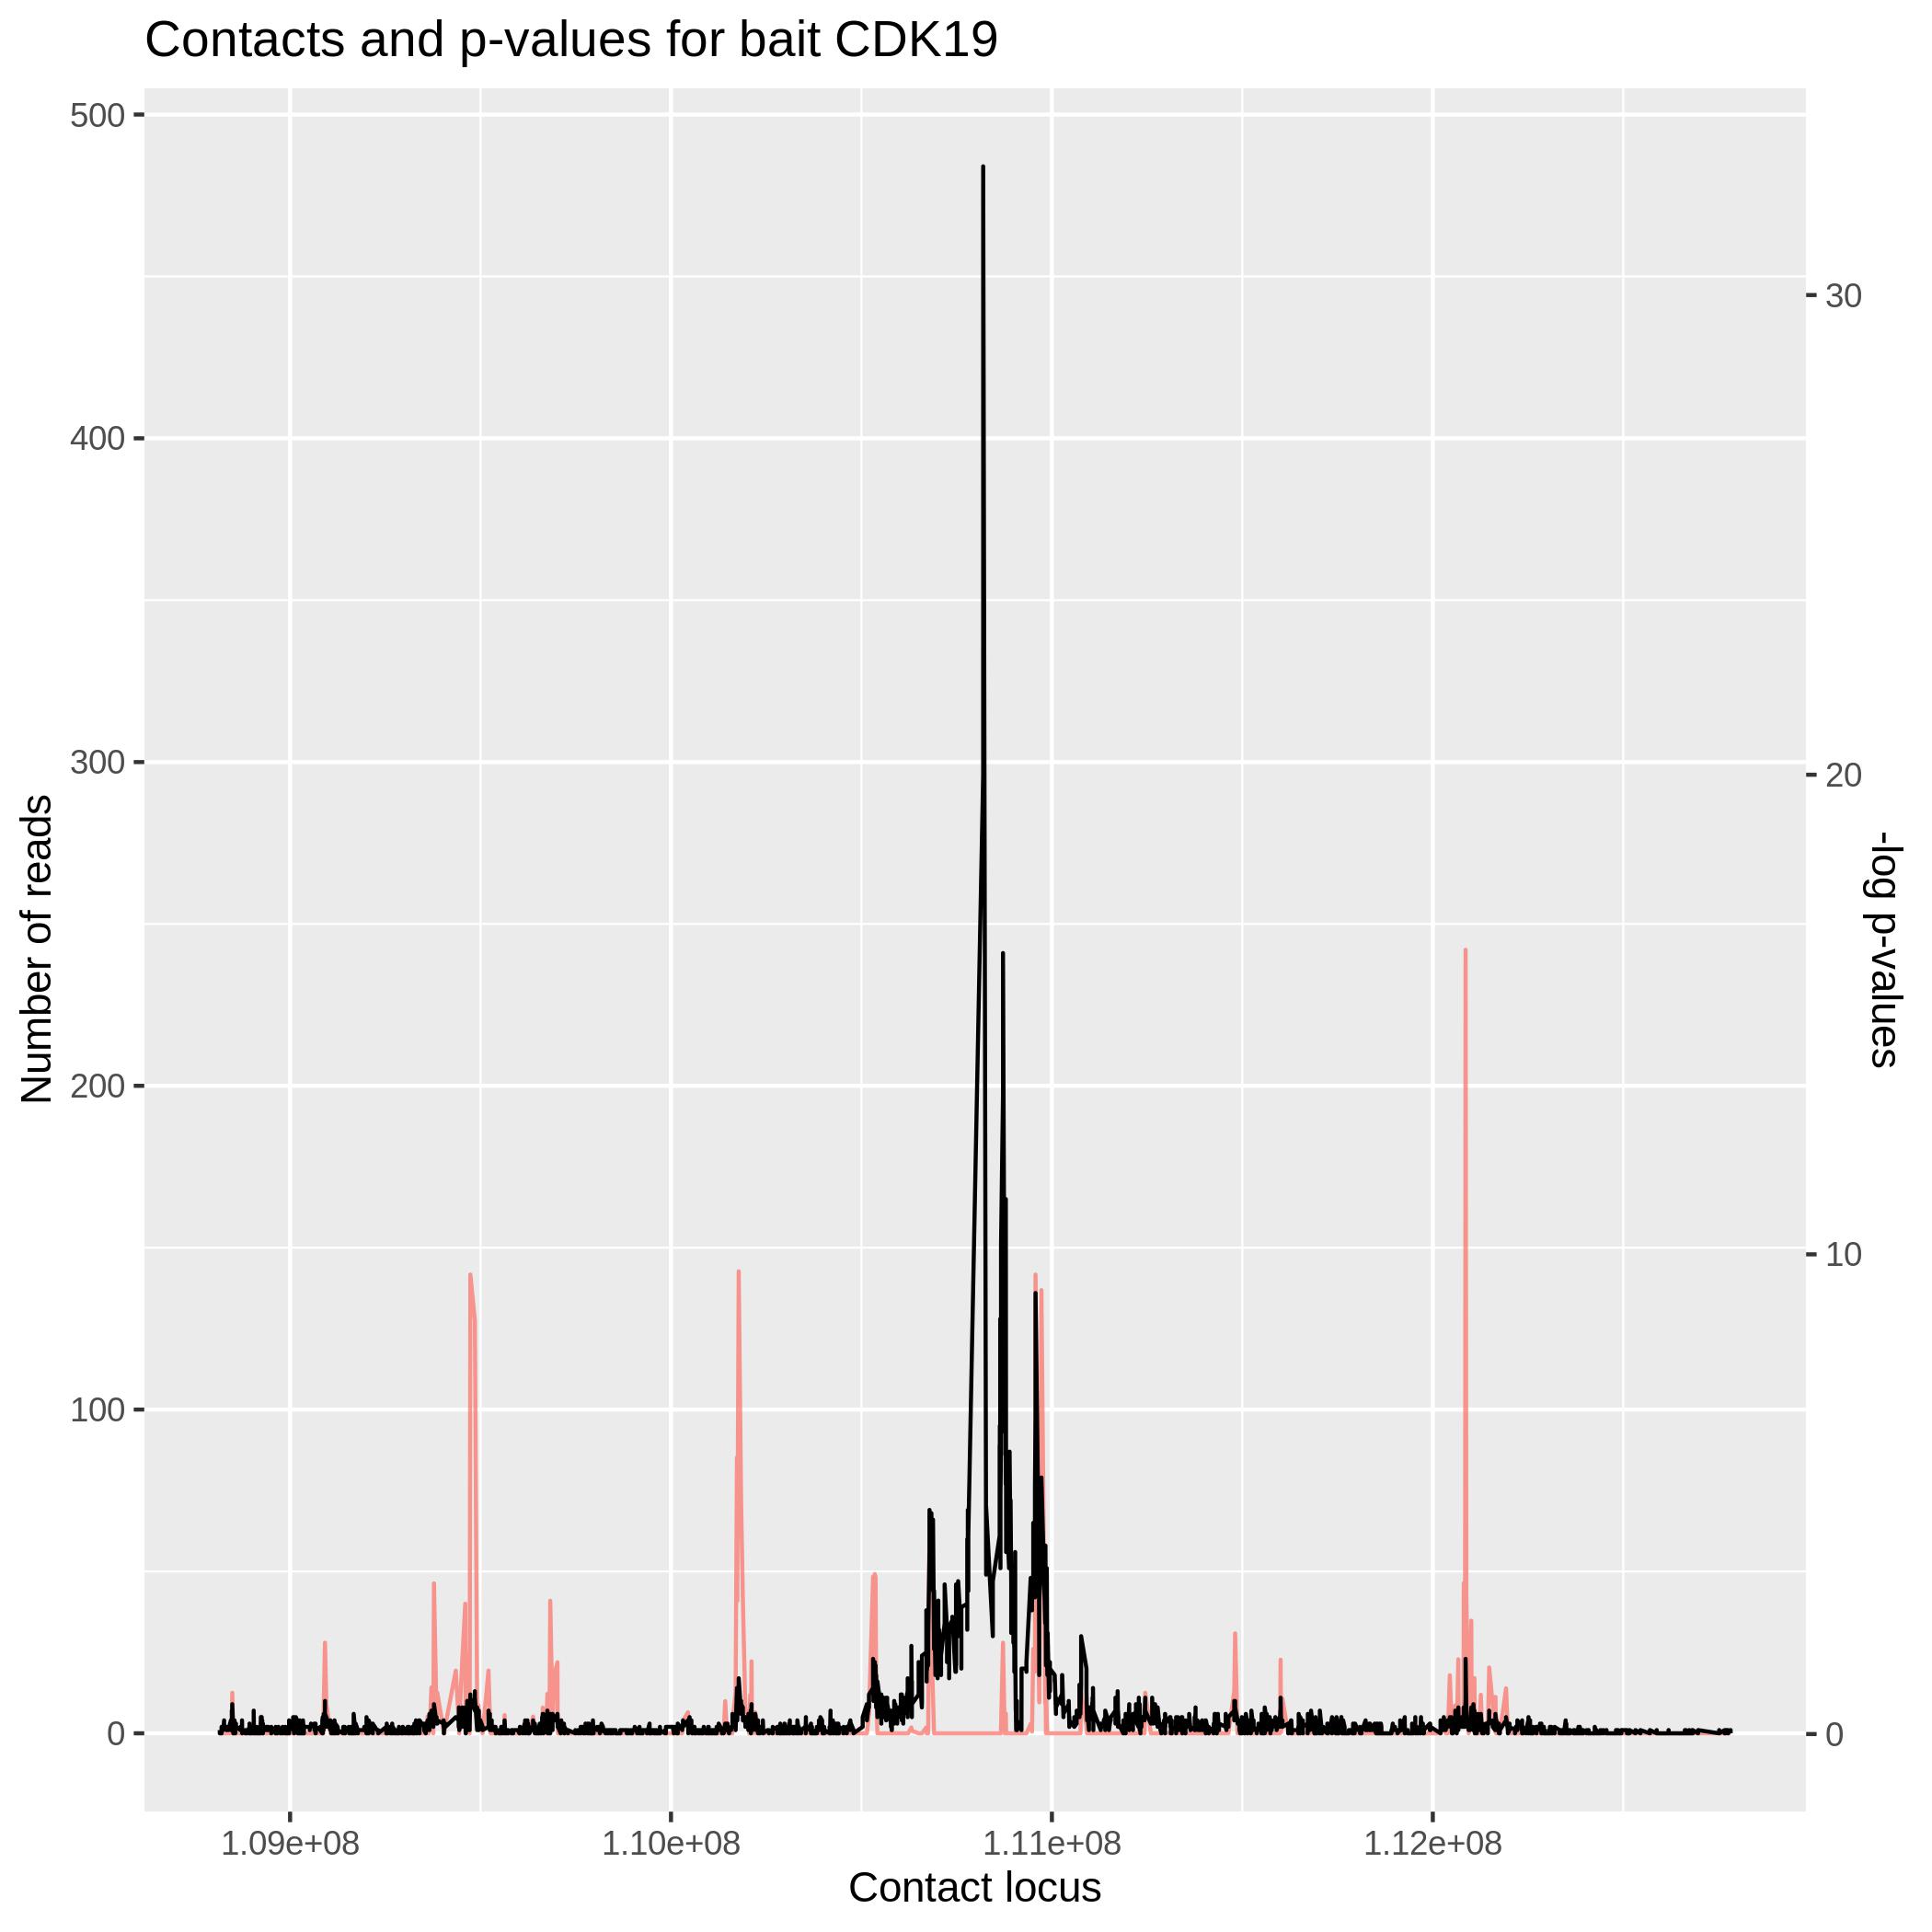 Contacts and p-values for bait CDK19
500
400
300
200
100
0
Number of reads
30
20
10
0
-log p-values
1.09e+08
1.10e+08
1.11e+08
1.12e+08
Contact locus